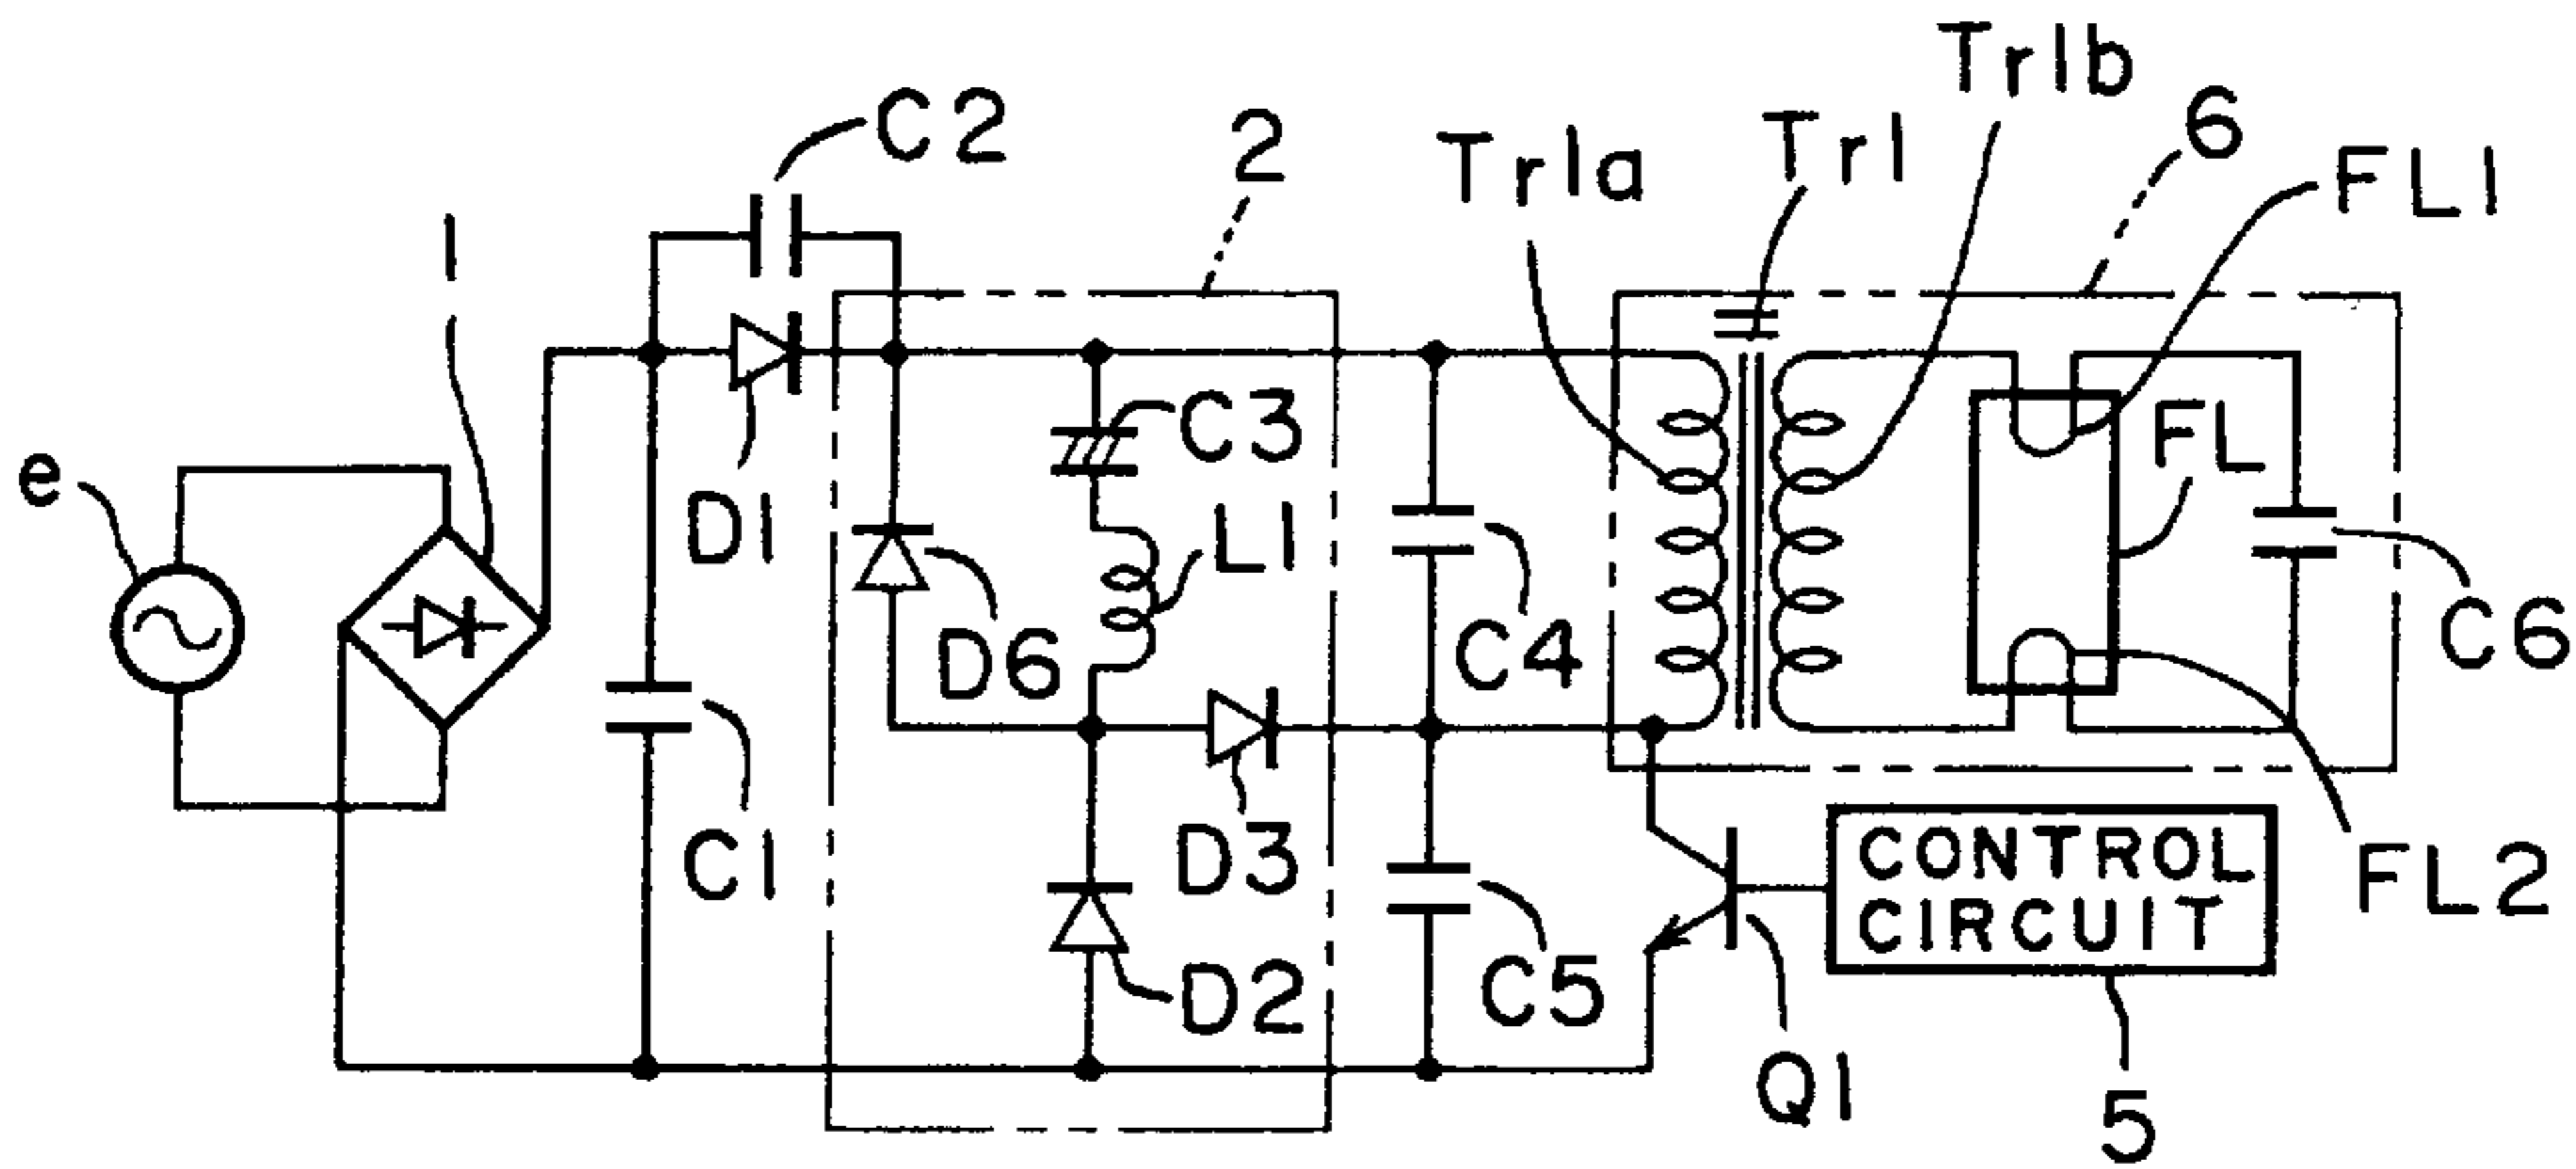 Tr1b
C2
2
Tr1a
Tr1
6
FL1
1
C3
FL
e
D1
L1
D6
C4
C6
C1
D3
CONTROL
CIRCUIT
FL2
D2
C5
Q1
5